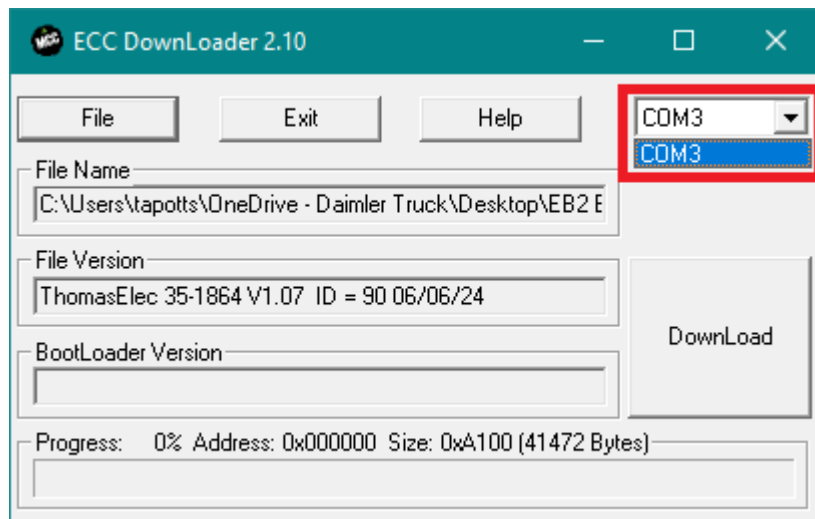 MCC ECC DownLoader 2.10
File Exit Help COM3
COM3
File Name
C:\Users\tapotts\OneDrive - Daimler Truck\Desktop\EB2 E
File Version
ThomasElec 35-1864 V1.07 ID = 90 06/06/24
DownLoad
BootLoader Version
Progress: 0% Address: 0x000000 Size: 0xA100 (41472 Bytes)